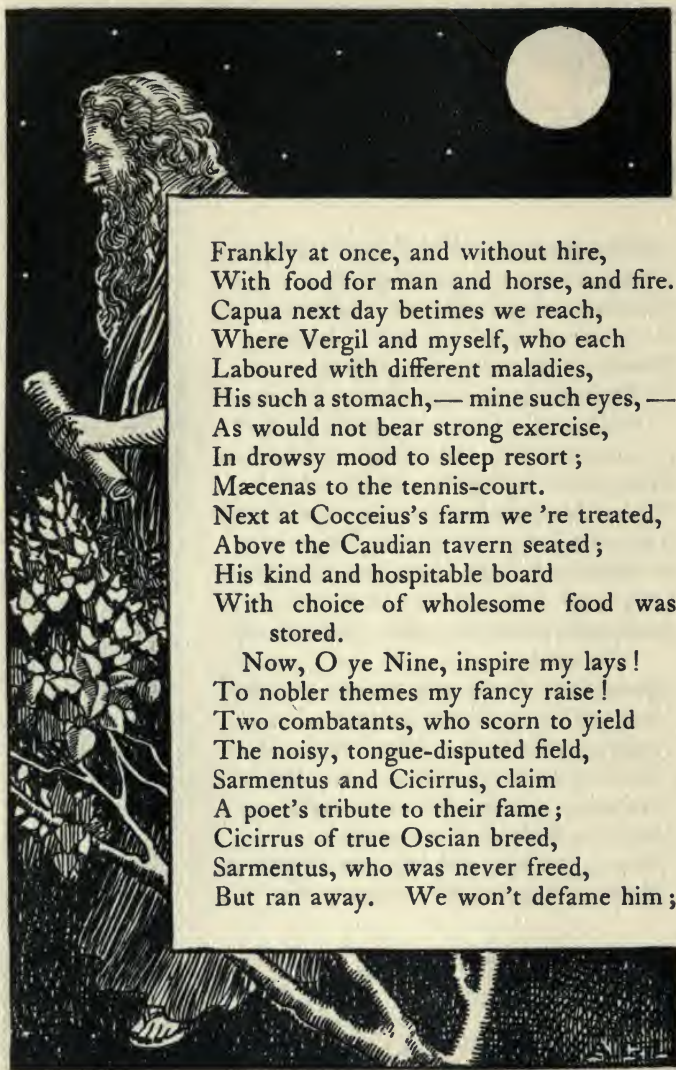 Frankly at once, and without hire,
With food for man and horse, and fire.
Capua next day betimes we reach,
Where Vergil and myself, who each
Laboured with different maladies,
His such a stomach,— mine such eyes,—
As would not bear strong exercise,
In drowsy mood to sleep resort;
Mæcenas to the tennis-court.
Next at Cocceius's farm we 're treated,
Above the Caudian tavern seated;
His kind and hospitable board
With choice of wholesome food was
stored.
Now, O ye Nine, inspire my lays!
To nobler themes my fancy raise!
Two combatants, who scorn to yield
The noisy, tongue-disputed field,
Sarmentus and Cicirrus, claim
A poet's tribute to their fame;
Cicirrus of true Oscian breed,
Sarmentus, who was never freed,
But ran away. We won't defame him;